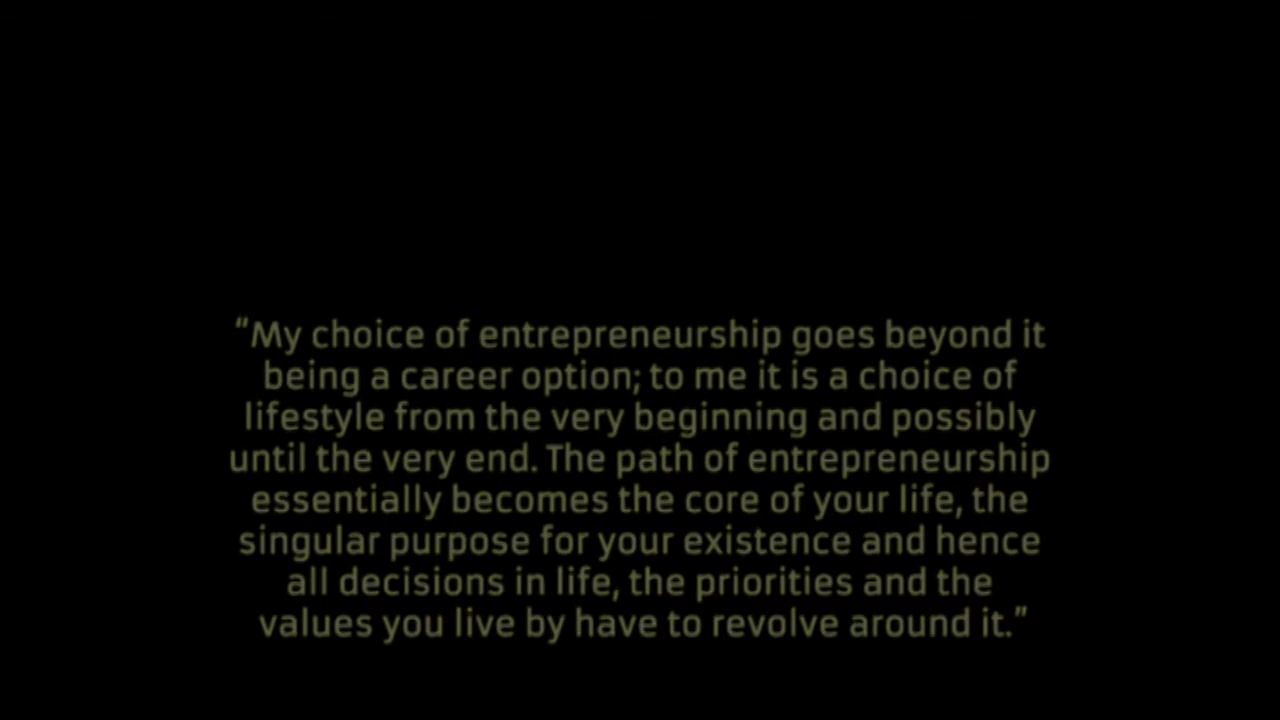 “My choice of entrepreneurship goes beyond it
being a career option; to me it is a choice of
lifestyle from the very beginning and possibly
until the very end. The path of entrepreneurship
essentially becomes the core of your life, the
singular purpose for your existence and hence
all decisions in life, the priorities and the
values you live by have to revolve around it.”